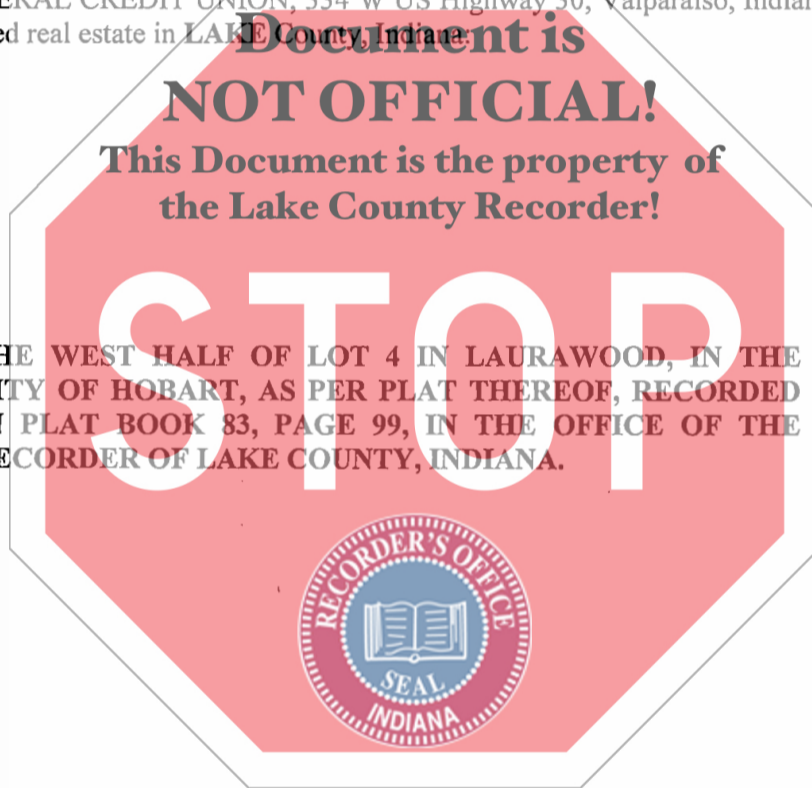 ERAL CREDIT UNION, 334 W US Highway 30, Valparaiso, Indian
ed real estate in LAKE County, Indiana:
Document is
NOT OFFICIAL!
This Document is the property of
the Lake County Recorder!
STOP
HE WEST HALF OF LOT 4 IN LAURAWOOD, IN THE
ITY OF HOBART, AS PER PLAT THEREOF, RECORDED
PLAT BOOK 83, PAGE 99, IN THE OFFICE OF THE
ECORDER OF LAKE COUNTY, INDIANA.
RECORDER'S OFFICE
SEAL
INDIANA